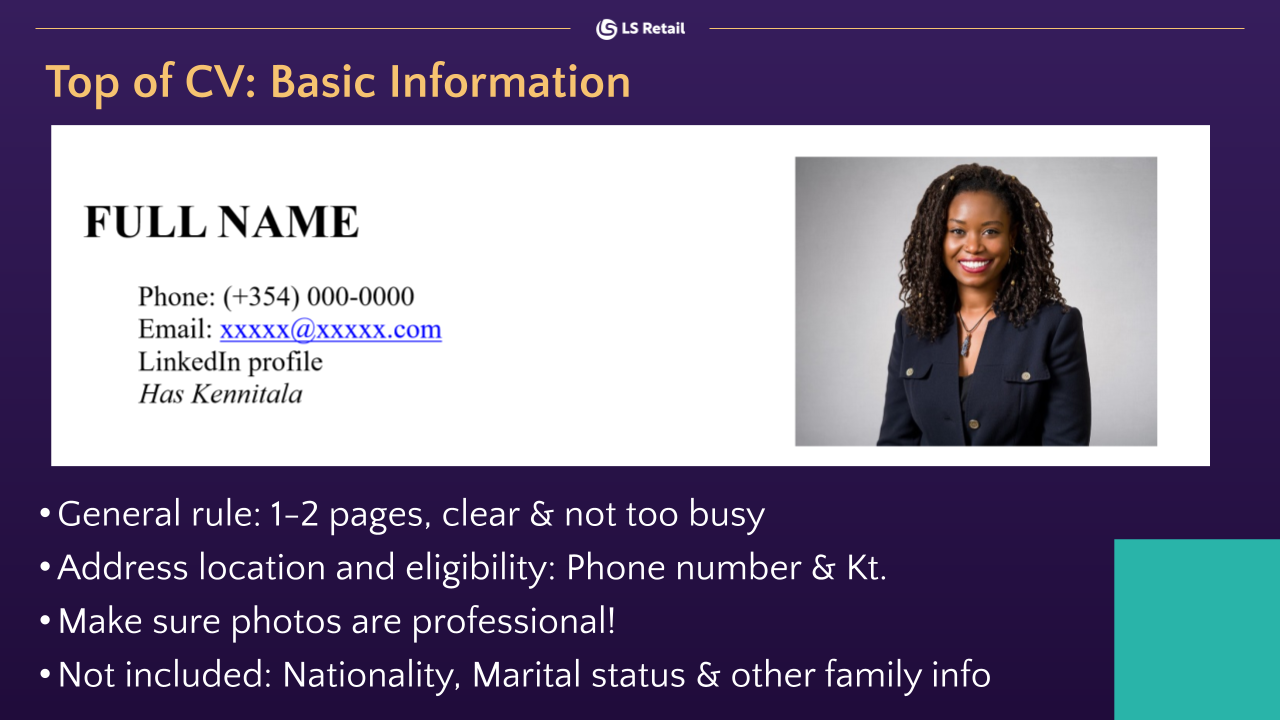 LS Retail
Top of CV: Basic Information
FULL NAME
Phone: (+354) 000-0000
Email: xxxxx@xxxxx.com
LinkedIn profile
Has Kennitala
• General rule: 1–2 pages, clear & not too busy
• Address location and eligibility: Phone number & Kt.
• Make sure photos are professional!
• Not included: Nationality, Marital status & other family info